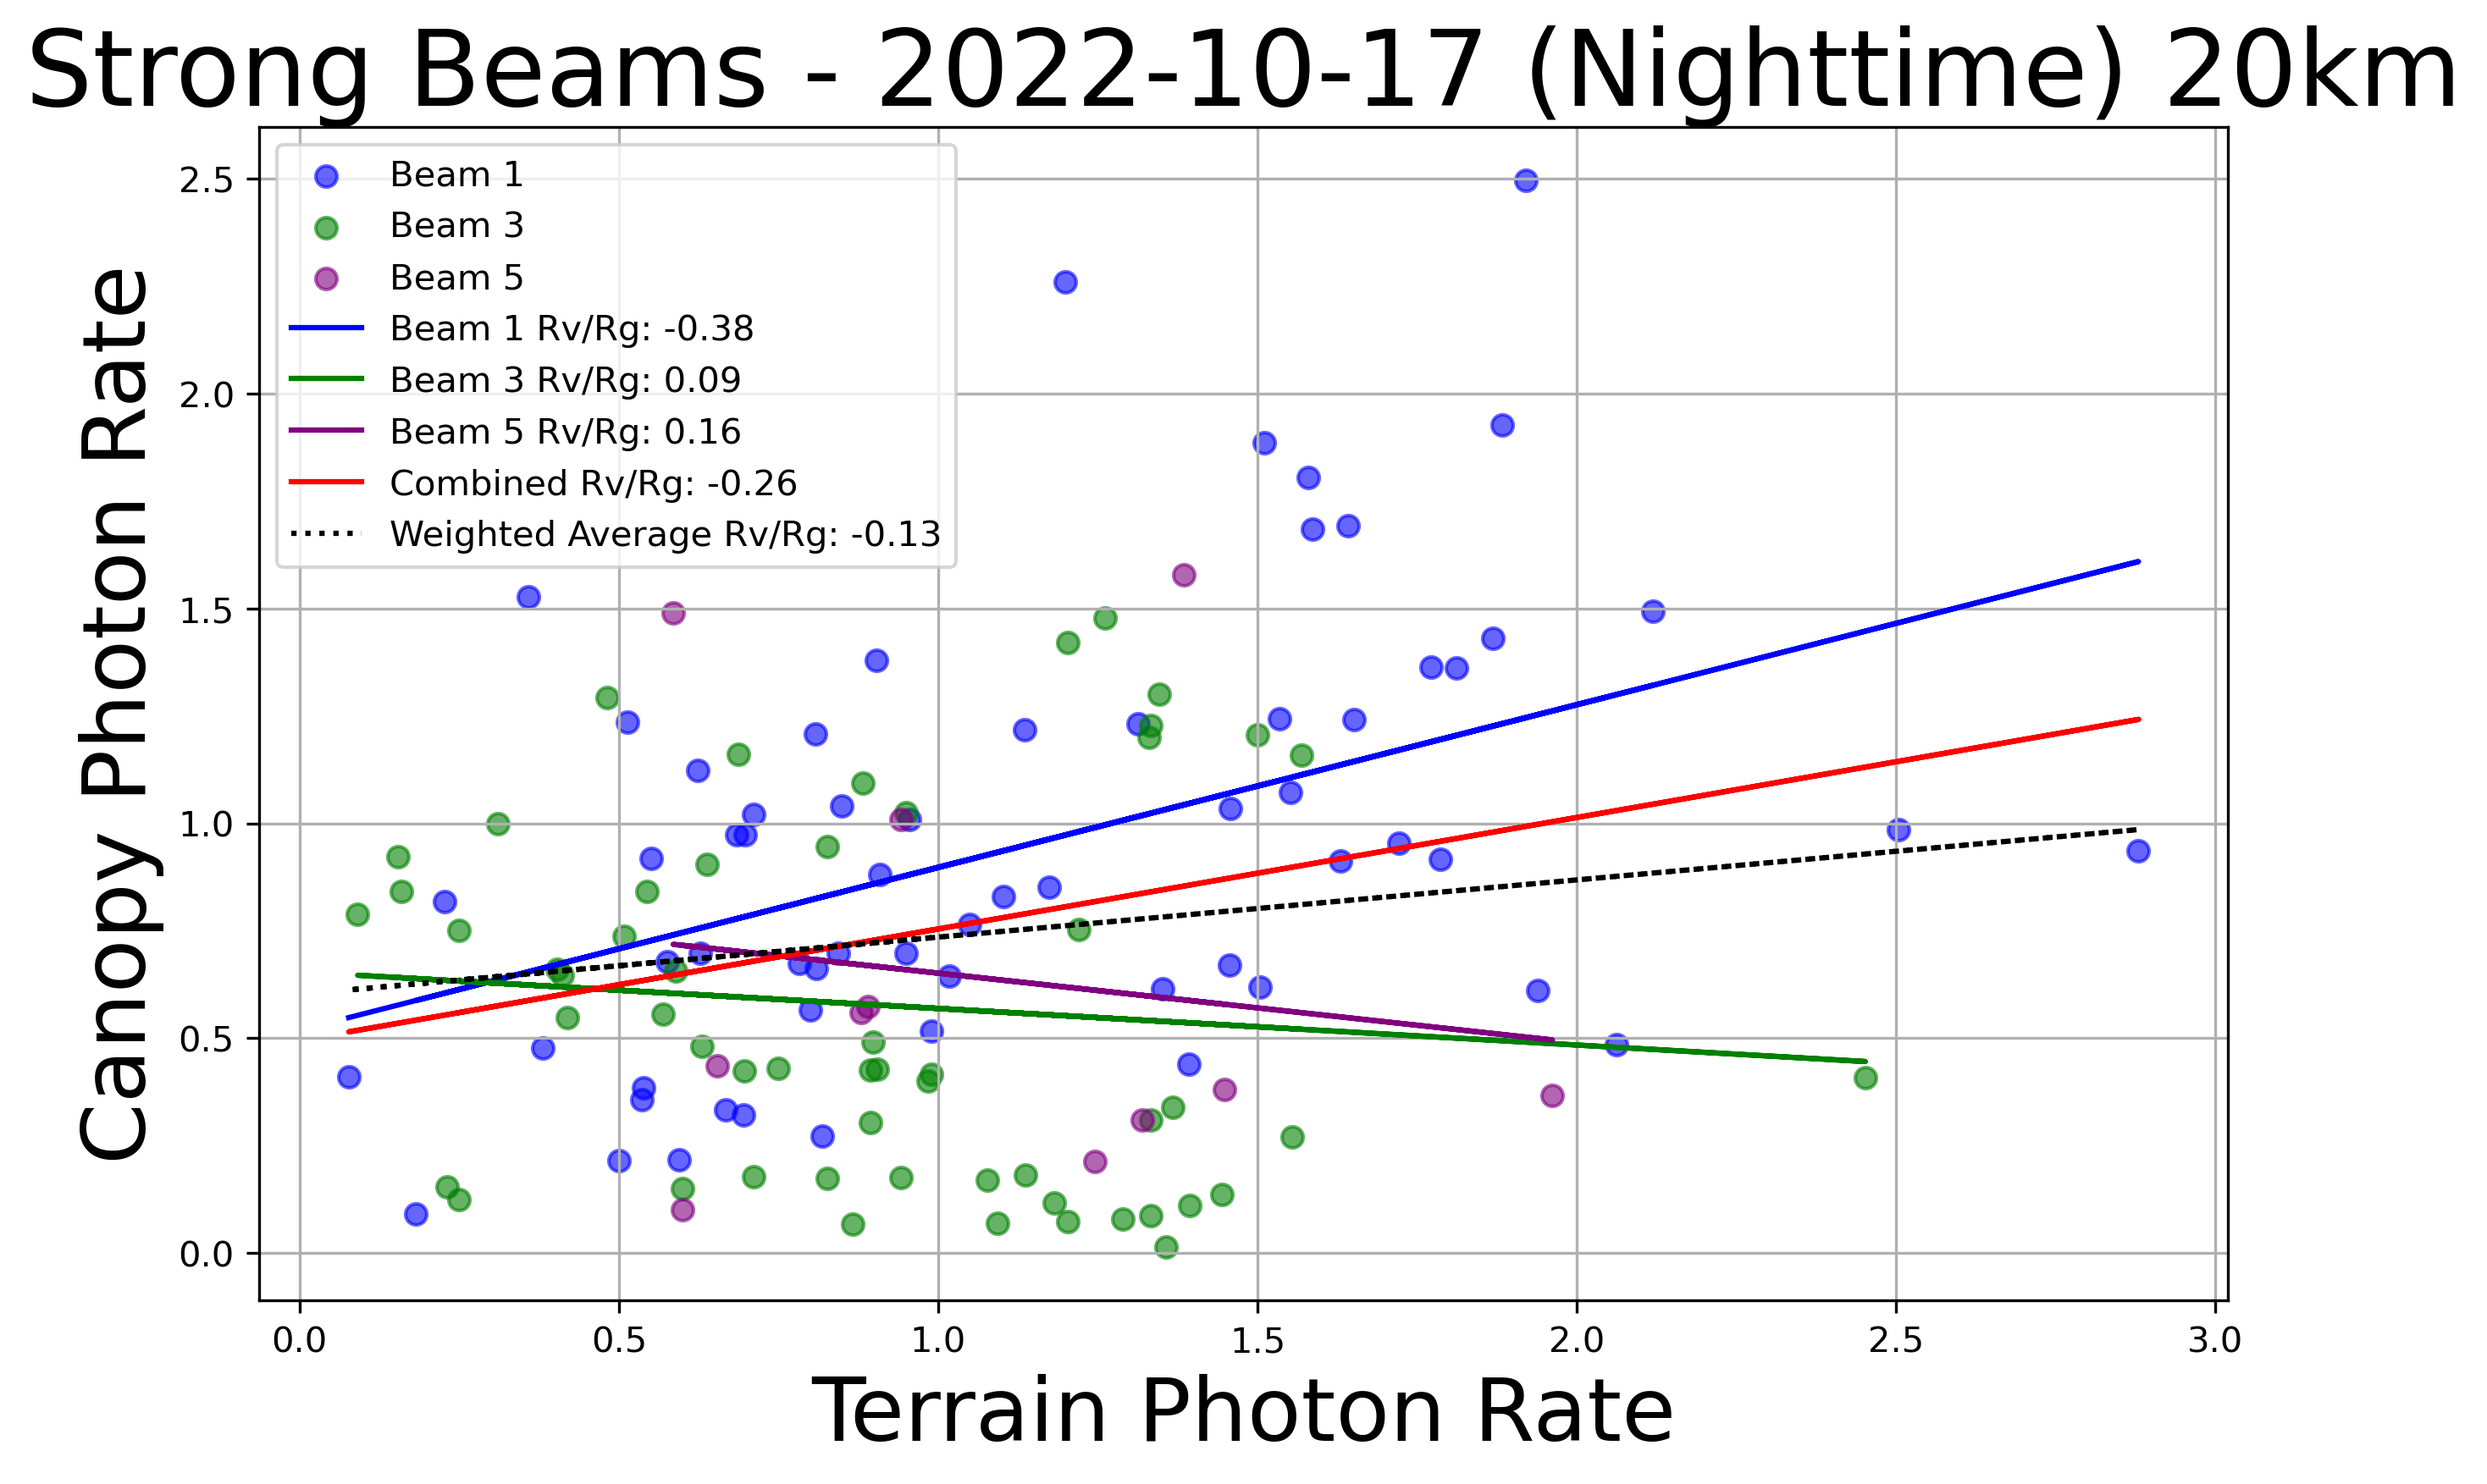 Strong Beams - 2022-10-17 (Nighttime) 20km
Beam 1
Beam 3
Beam 5
Beam 1 Rv/Rg: -0.38
Beam 3 Rv/Rg: 0.09
Beam 5 Rv/Rg: 0.16
Combined Rv/Rg: -0.26
Weighted Average Rv/Rg: -0.13
Canopy Photon Rate
2.5
2.0
1.5
1.0
0.5
0.0
0.0 0.5 1.0 1.5 2.0 2.5 3.0
Terrain Photon Rate